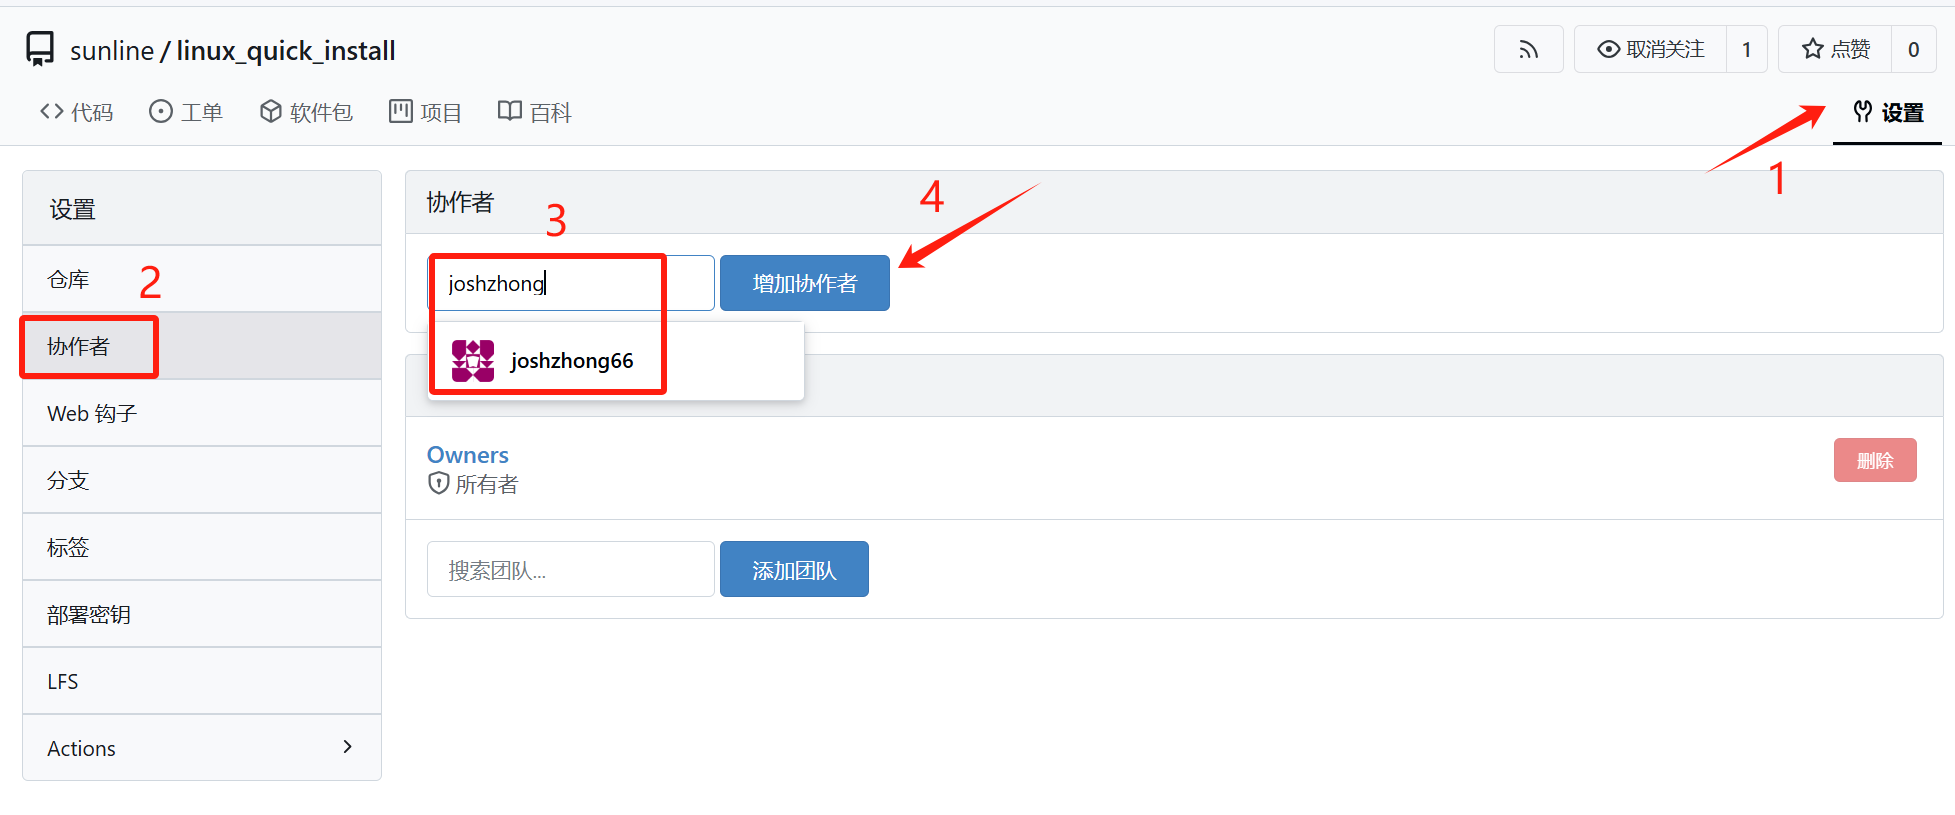 sunline / linux_quick_install
取消关注 1
点赞 0
代码
工单
软件包
项目
百科
设置
1
设置
仓库
2
协作者
Web 钩子
分支
标签
部署密钥
LFS
Actions
协作者
3
4
joshzhong
增加协作者
joshzhong66
Owners
所有者
删除
搜索团队...
添加团队